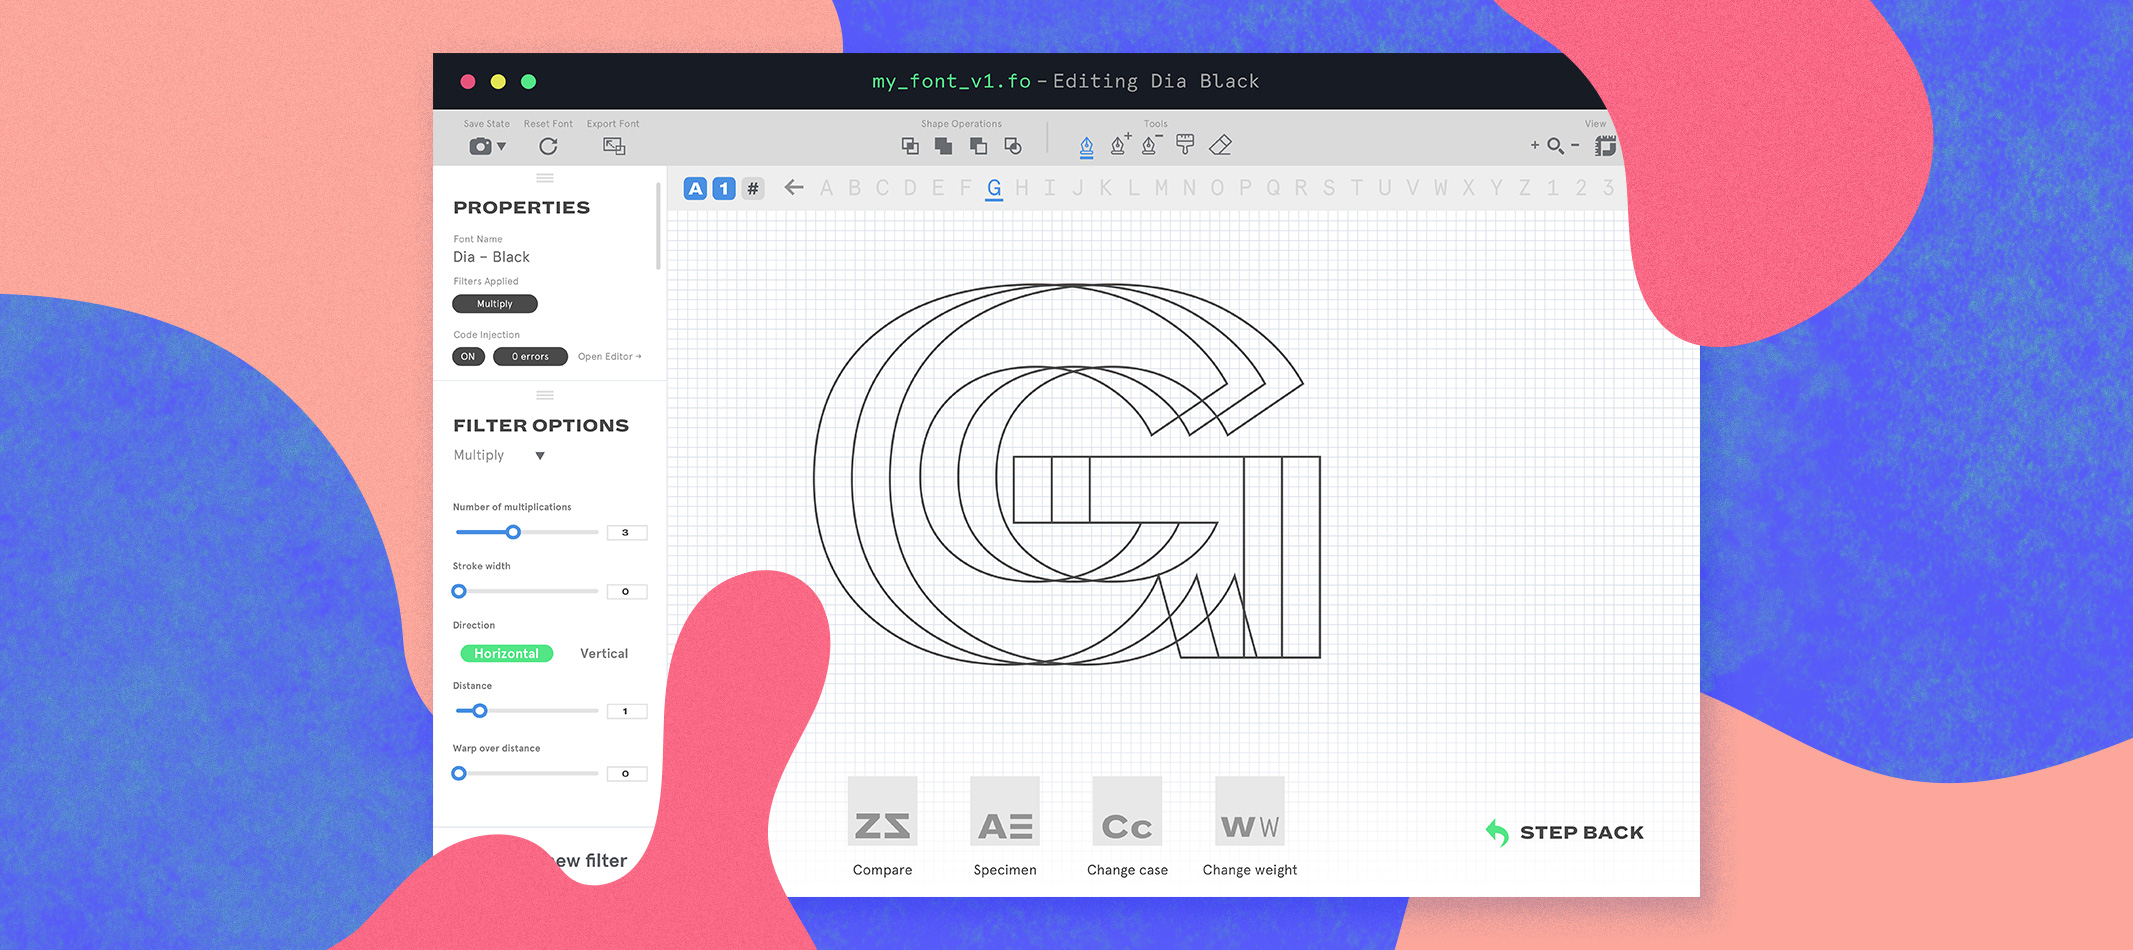 my_font_v1.fo – Editing Dia Black
Save State Reset Font Export Font Shape Operations Tools View
A 1 # A B C D E F G H I J K L M N O P Q R S T U V W X Y Z 1 2 3
PROPERTIES
Font Name
Dia – Black
Filters Applied
Multiply
Code Injection
ON 0 errors Open Editor →
FILTER OPTIONS
Multiply
Number of multiplications
3
Stroke width
0
Direction
Horizontal Vertical
Distance
1
Warp over distance
0
filter
G
AE Cc WW
Compare Specimen Change case Change weight
STEP BACK